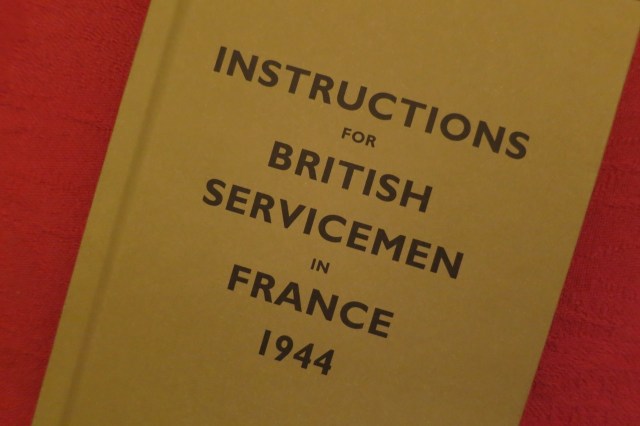 INSTRUCTIONS
FOR
BRITISH
SERVICEMEN
IN
FRANCE
1944